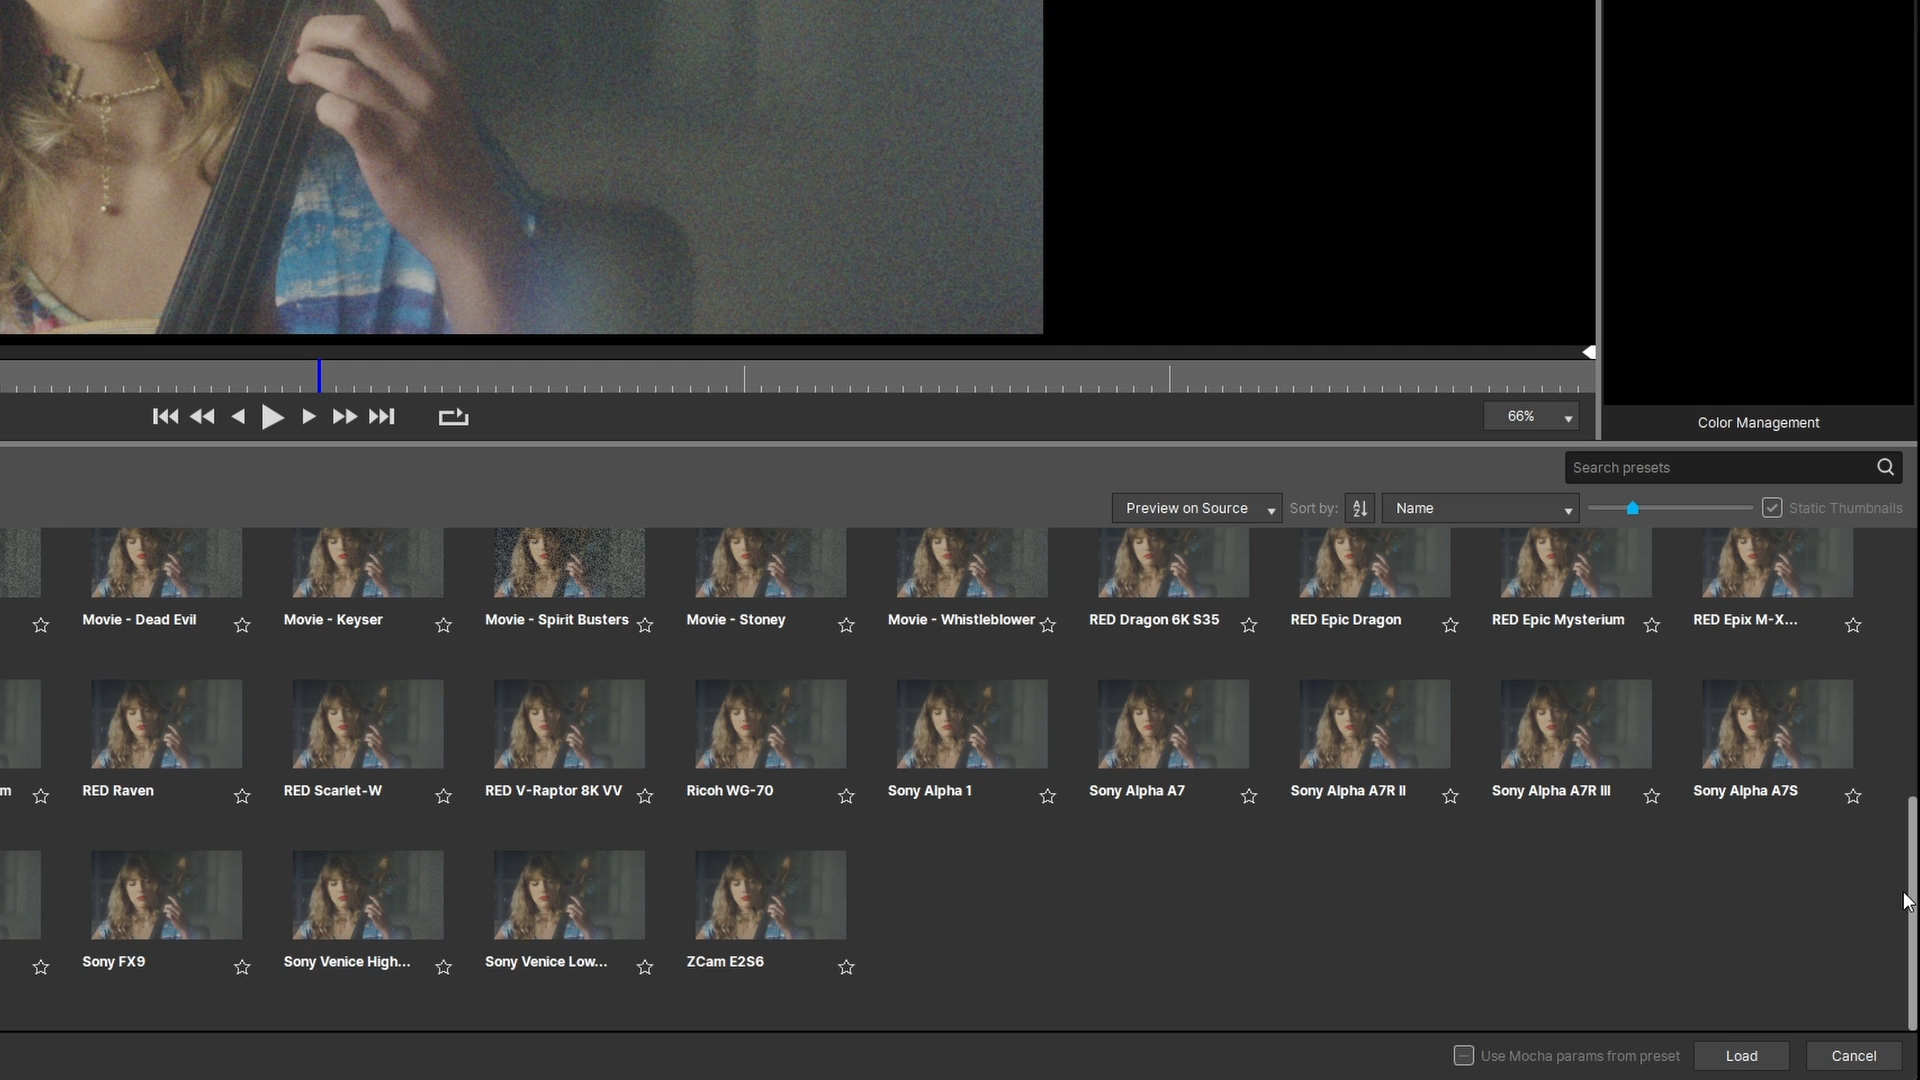 66%
Color Management
Search presets
Preview on Source
Sort by:
Name
Static Thumbnails
Movie - Dead Evil
Movie - Keyser
Movie - Spirit Busters
Movie - Stoney
Movie - Whistleblower
RED Dragon 6K S35
RED Epic Dragon
RED Epic Mysterium
RED Epix M-X...
m
RED Raven
RED Scarlet-W
RED V-Raptor 8K VV
Ricoh WG-70
Sony Alpha 1
Sony Alpha A7
Sony Alpha A7R II
Sony Alpha A7R III
Sony Alpha A7S
Sony FX9
Sony Venice High...
Sony Venice Low...
ZCam E2S6
Use Mocha params from preset
Load
Cancel